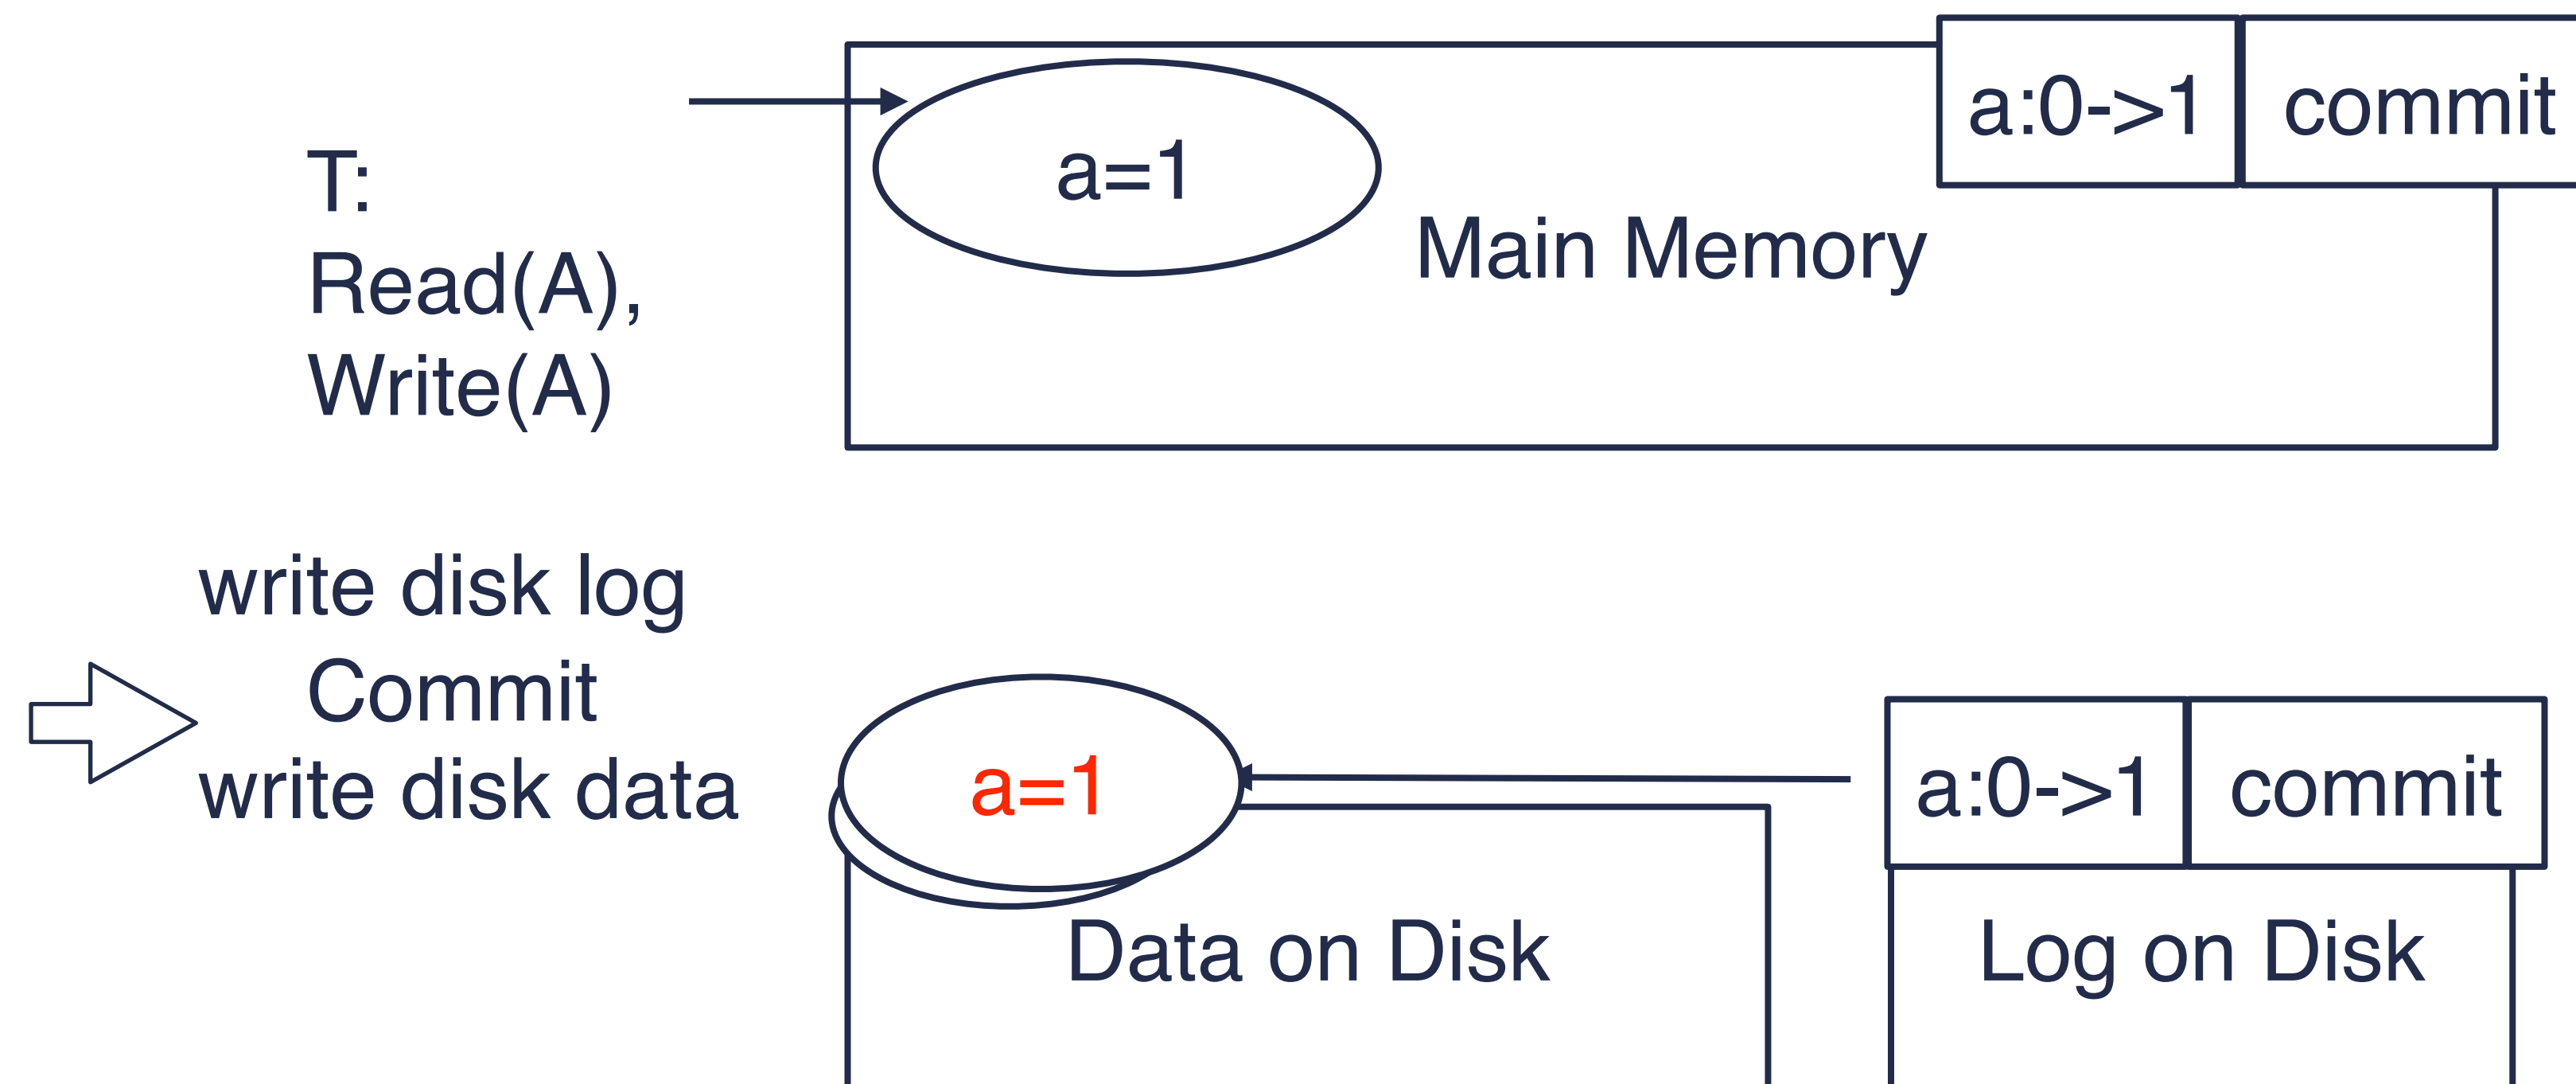 a:0->1 commit
a=1
Main Memory
T:
Read(A),
Write(A)
write disk log
Commit
write disk data
a=1
a:0->1 commit
Data on Disk
Log on Disk